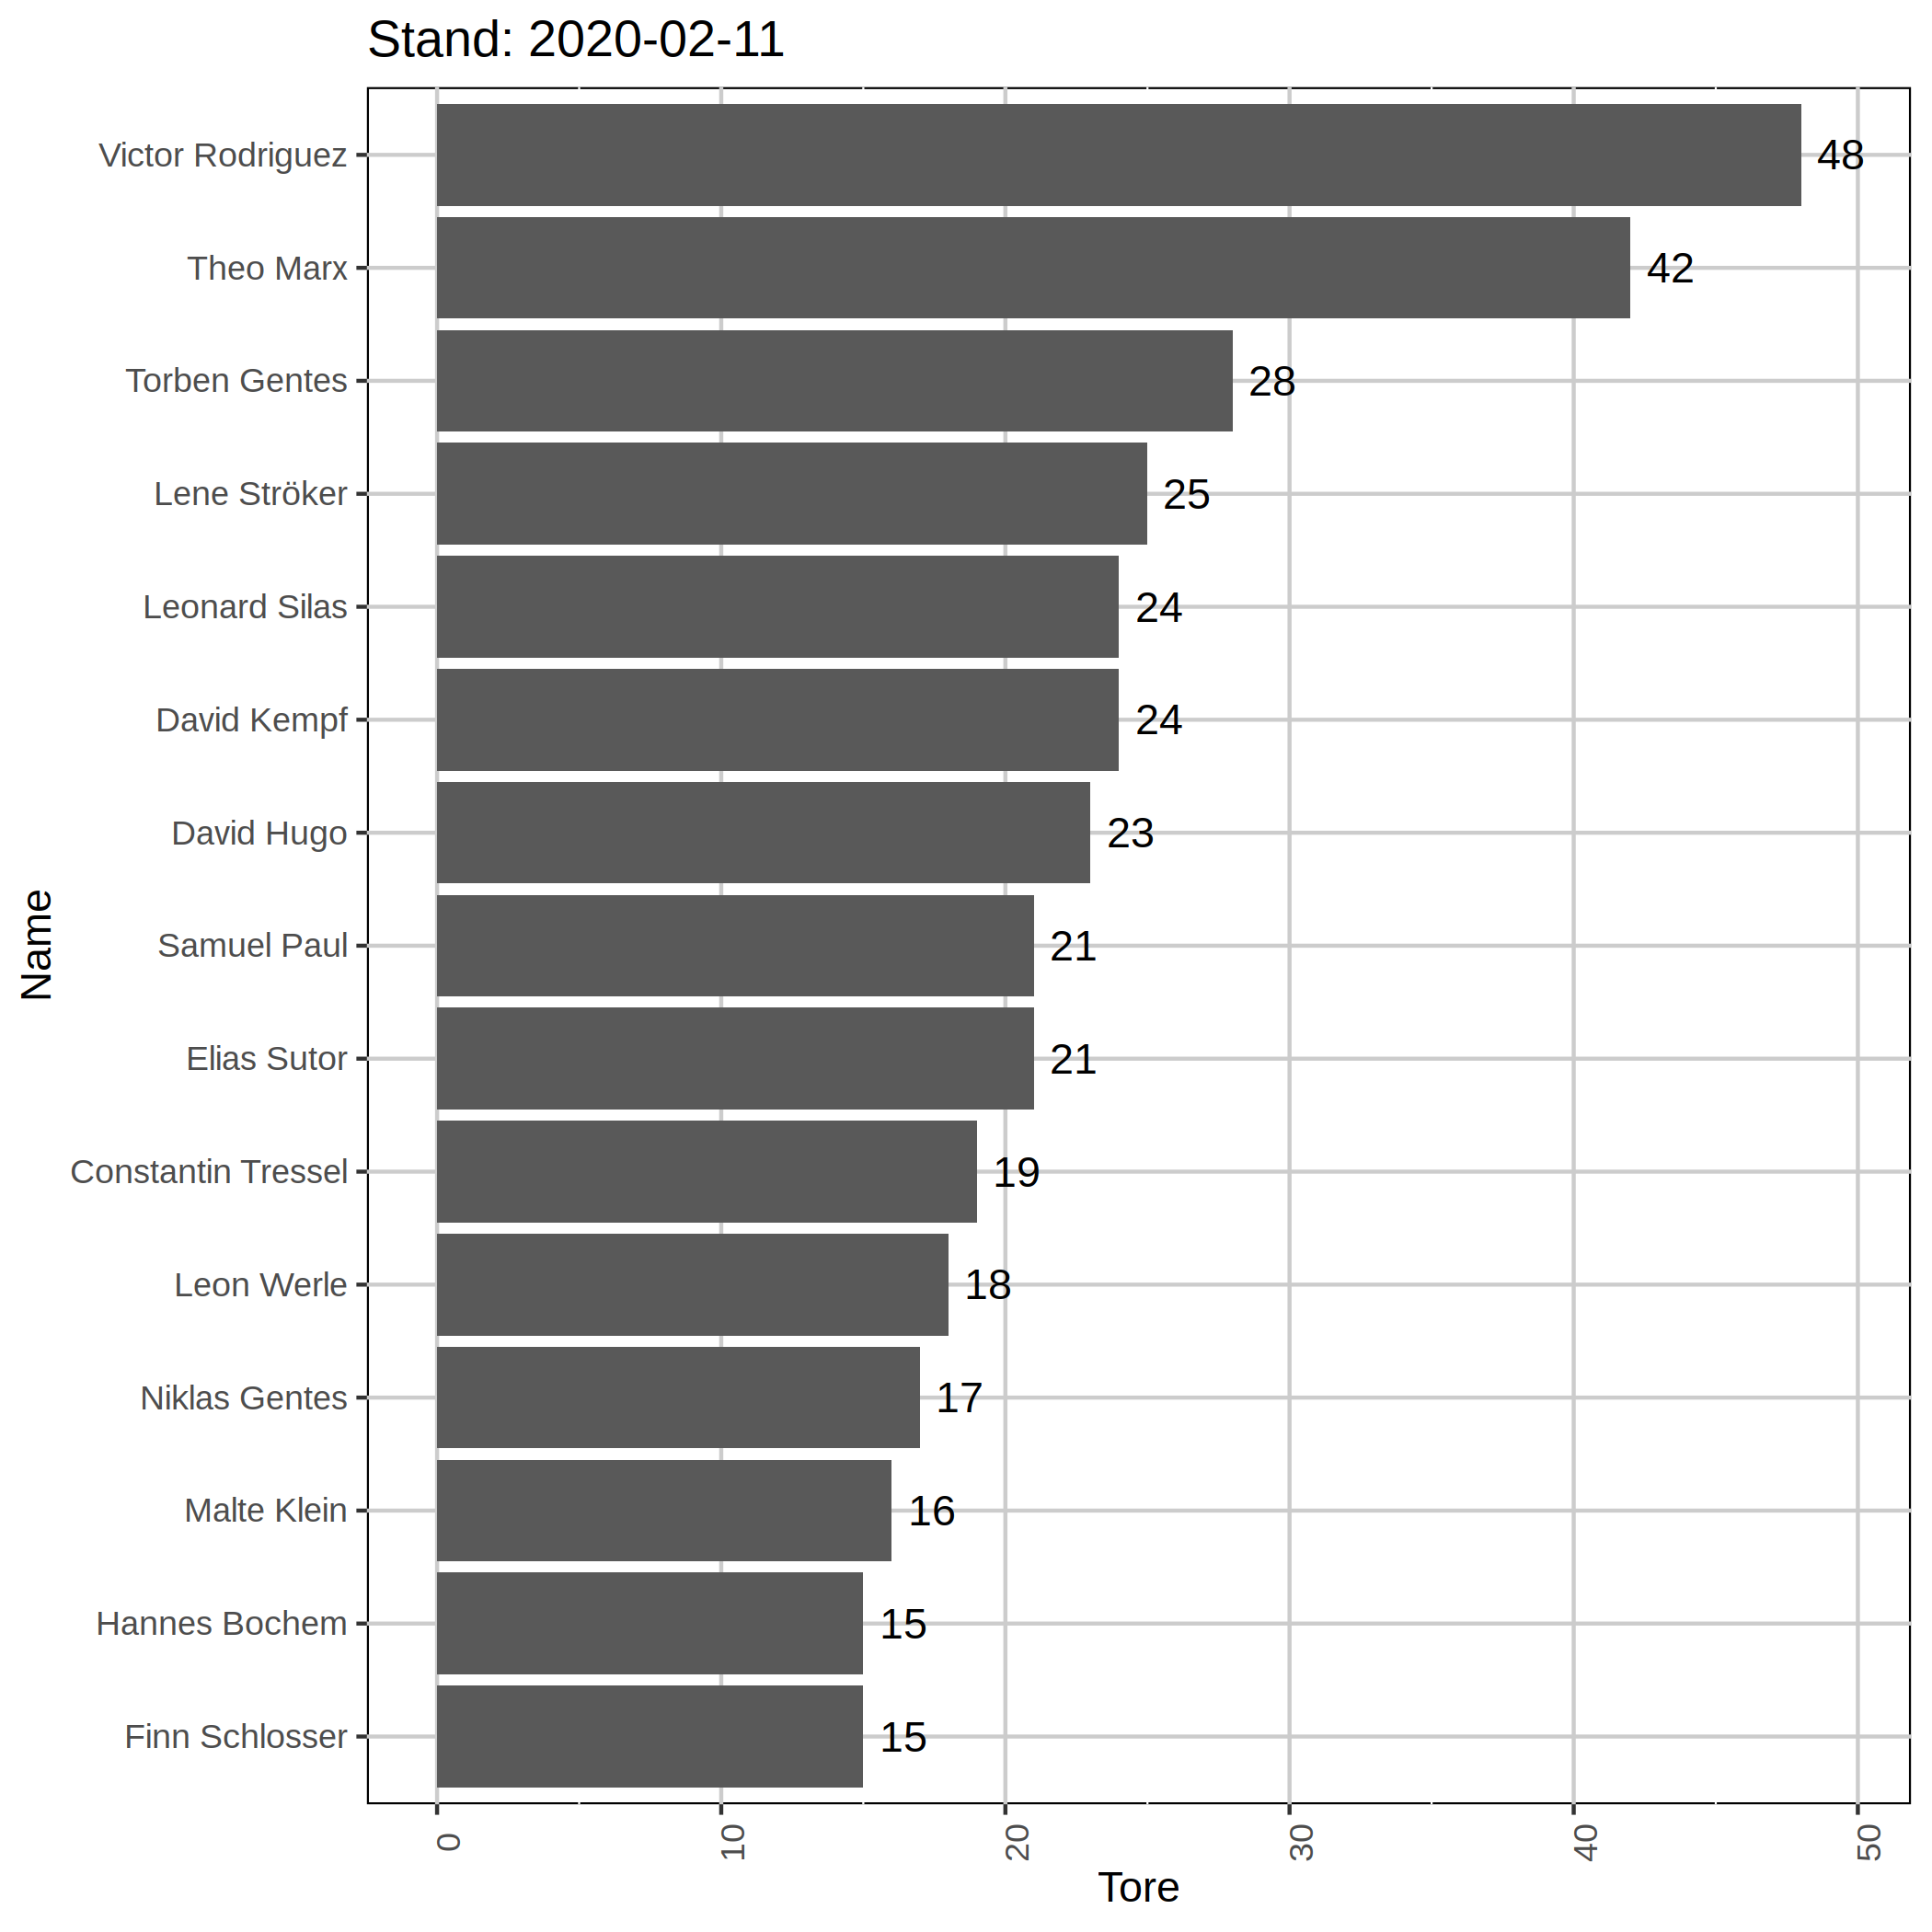 Stand: 2020-02-11
Victor Rodriguez 48
Theo Marx 42
Torben Gentes 28
Lene Ströker 25
Leonard Silas 24
David Kempf 24
David Hugo 23
Samuel Paul 21
Elias Sutor 21
Constantin Tressel 19
Leon Werle 18
Niklas Gentes 17
Malte Klein 16
Hannes Bochem 15
Finn Schlosser 15
Name
0 10 20 30 40 50
Tore